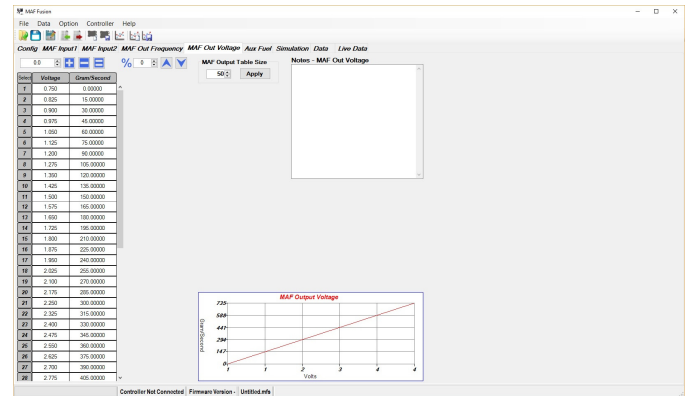 MAF Fusion
File Data Option Controller Help
Config MAF Input1 MAF Input2 MAF Out Frequency MAF Out Voltage Aux Fuel Simulation Data Live Data
0.0 % 0
MAF Output Table Size
50 Apply
Notes - MAF Out Voltage
Select Voltage Gram/Second
1 0.750 0.00000
2 0.825 15.00000
3 0.900 30.00000
4 0.975 45.00000
5 1.050 60.00000
6 1.125 75.00000
7 1.200 90.00000
8 1.275 105.00000
9 1.350 120.00000
10 1.425 135.00000
11 1.500 150.00000
12 1.575 165.00000
13 1.650 180.00000
14 1.725 195.00000
15 1.800 210.00000
16 1.875 225.00000
17 1.950 240.00000
18 2.025 255.00000
19 2.100 270.00000
20 2.175 285.00000
21 2.250 300.00000
22 2.325 315.00000
23 2.400 330.00000
24 2.475 345.00000
25 2.550 360.00000
26 2.625 375.00000
27 2.700 390.00000
28 2.775 405.00000
MAF Output Voltage
Gram/Second
735
588
441
294
147
0
1 1 2 3 4 4
Volts
Controller Not Connected Firmware Version - Untitled.mfs